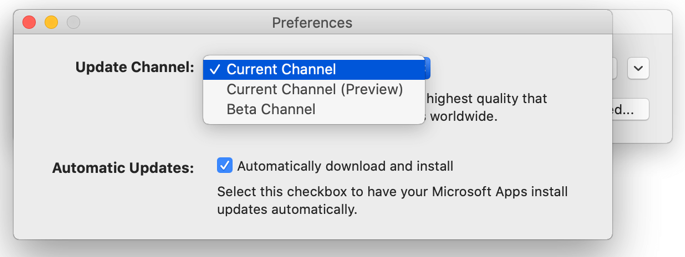 Preferences
Update Channel:
✓ Current Channel
Current Channel (Preview)
Beta Channel
highest quality that
worldwide.
Automatic Updates:
Automatically download and install
Select this checkbox to have your Microsoft Apps install
updates automatically.